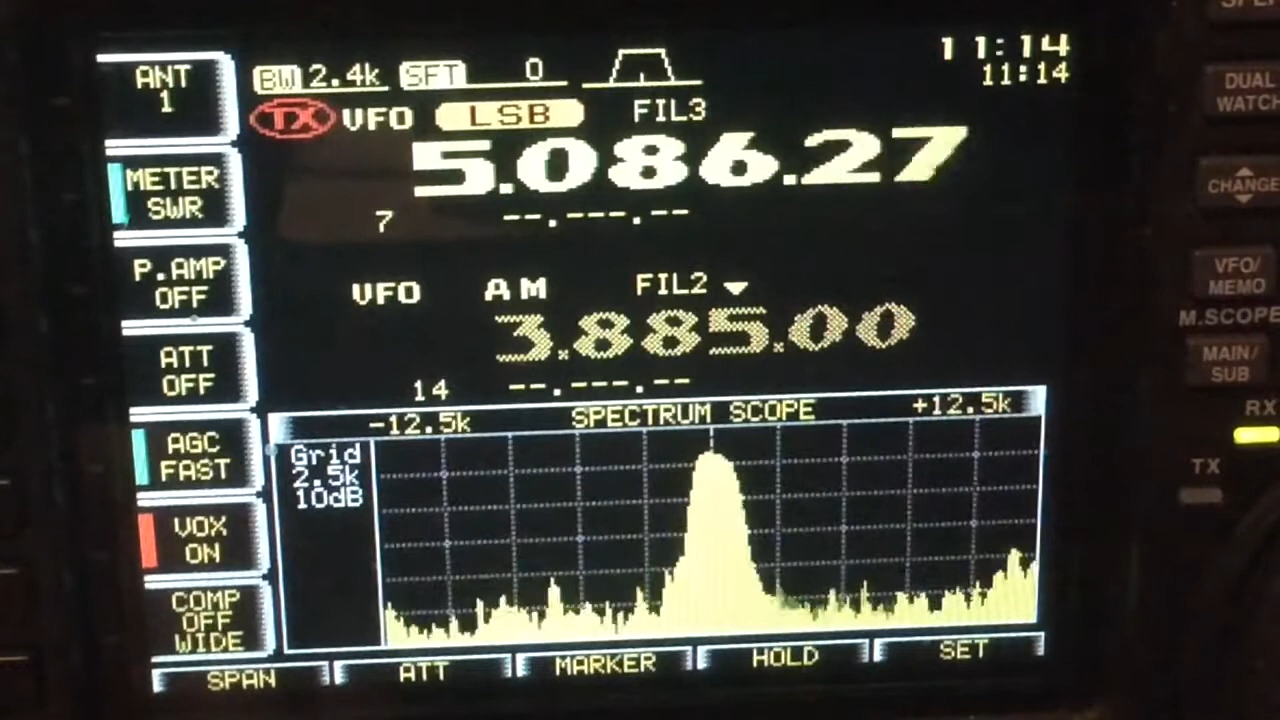 ANT
1
METER
SWR
P.AMP
OFF
ATT
OFF
AGC
FAST
VOX
ON
COMP
OFF
WIDE
BW 2.4k SFT 0
11:14
11:14
TX VFO LSB FIL3
5.086.27
7 --.---.--
VFO AM FIL2
3.885.00
14 --.---.--
-12.5k SPECTRUM SCOPE +12.5k
Grid
2.5k
10dB
SPAN ATT MARKER HOLD SET
DUAL
WATCH
CHANGE
VFO/
MEMO
M.SCOPE
MAIN/
SUB
RX
TX